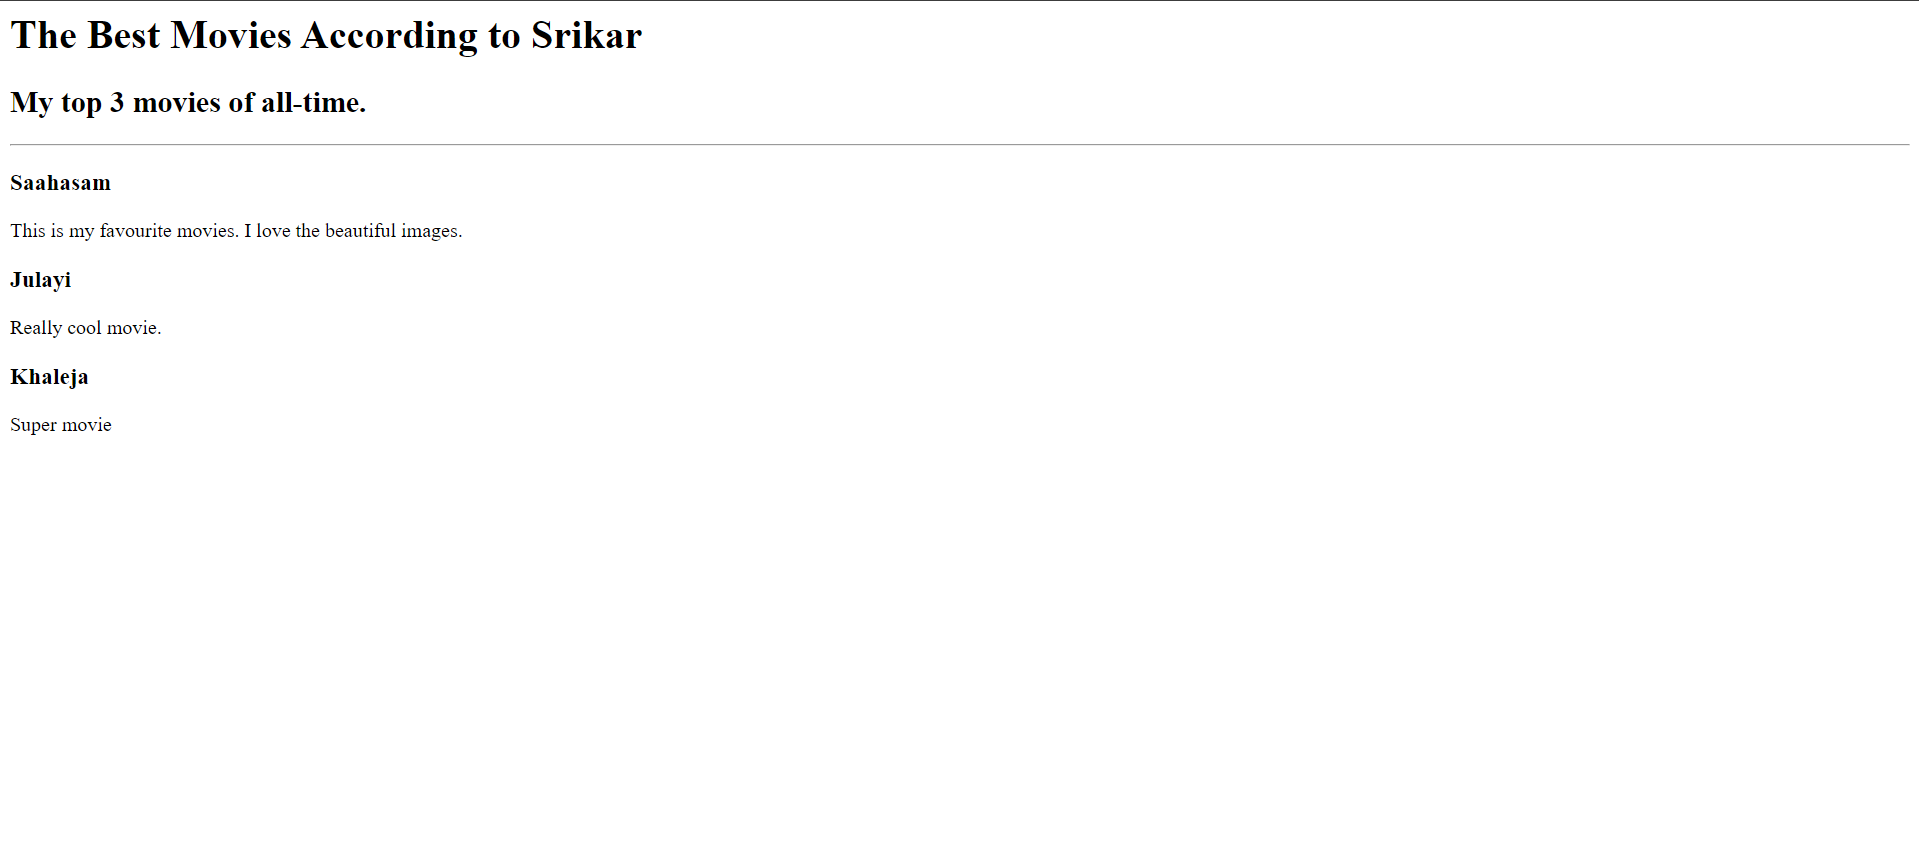 The Best Movies According to Srikar
My top 3 movies of all-time.
Saahasam
This is my favourite movies. I love the beautiful images.
Julayi
Really cool movie.
Khaleja
Super movie